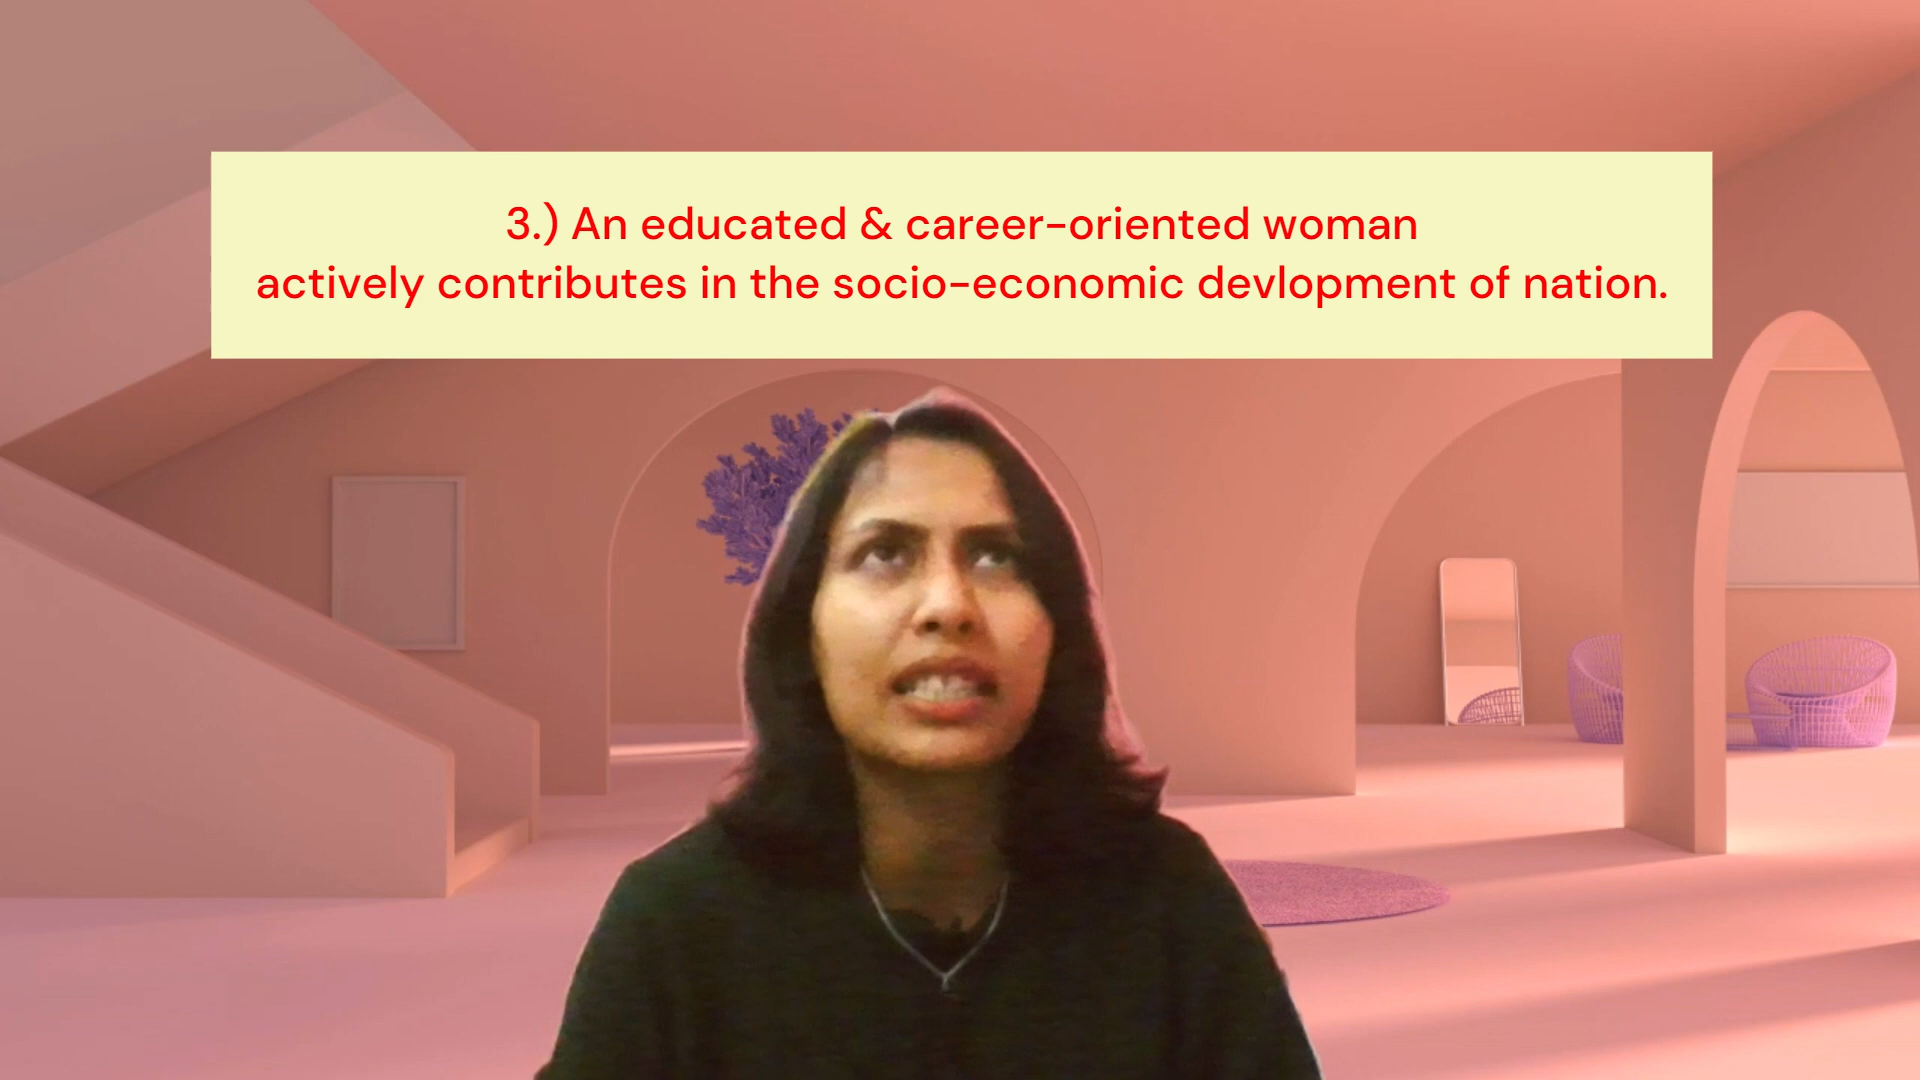 3.) An educated & career-oriented woman
actively contributes in the socio-economic devlopment of nation.